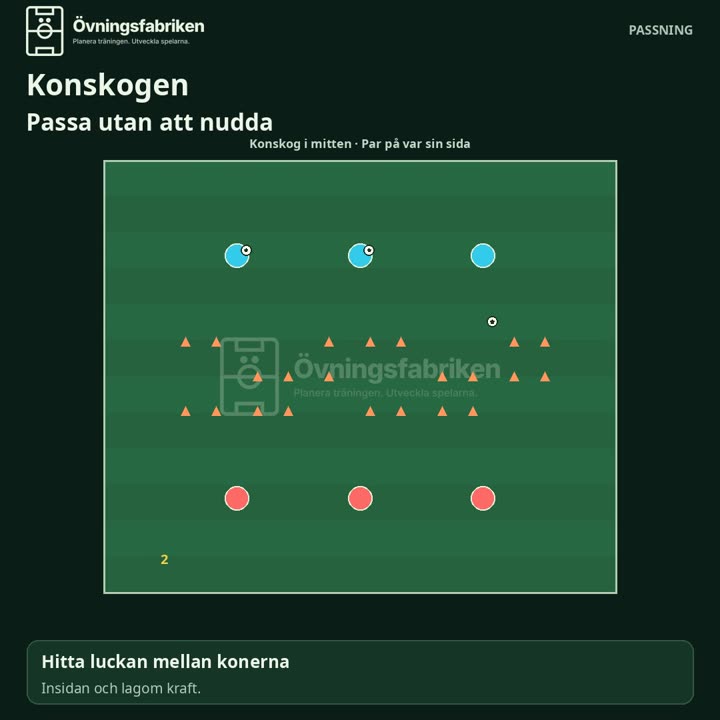 Övningsfabriken
Planera träningen. Utveckla spelarna.
PASSNING
Konskogen
Passa utan att nudda
Konskog i mitten · Par på var sin sida
Övningsfabriken
Planera träningen. Utveckla spelarna.
2
Hitta luckan mellan konerna
Insidan och lagom kraft.